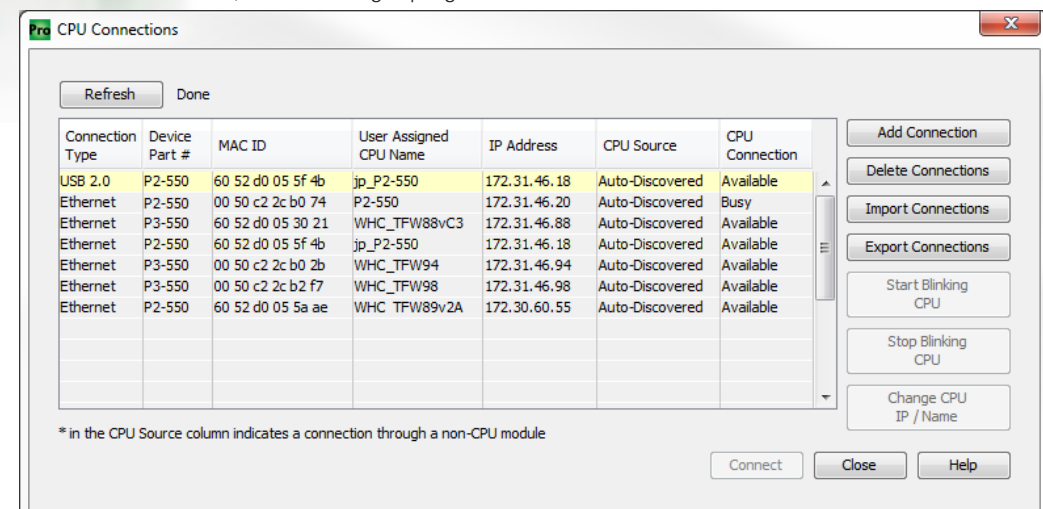 Pro CPU Connections
Refresh Done
Connection Type Device Part # MAC ID User Assigned CPU Name IP Address CPU Source CPU Connection
USB 2.0 P2-550 60 52 d0 05 5f 4b jp_P2-550 172.31.46.18 Auto-Discovered Available
Ethernet P2-550 00 50 c2 2c b0 74 P2-550 172.31.46.20 Auto-Discovered Busy
Ethernet P3-550 60 52 d0 05 30 21 WHC_TFW88vC3 172.31.46.88 Auto-Discovered Available
Ethernet P2-550 60 52 d0 05 5f 4b jp_P2-550 172.31.46.18 Auto-Discovered Available
Ethernet P3-550 00 50 c2 2c b0 2b WHC_TFW94 172.31.46.94 Auto-Discovered Available
Ethernet P3-550 00 50 c2 2c b2 f7 WHC_TFW98 172.31.46.98 Auto-Discovered Available
Ethernet P2-550 60 52 d0 05 5a ae WHC_TFW89v2A 172.30.60.55 Auto-Discovered Available
Add Connection
Delete Connections
Import Connections
Export Connections
Start Blinking
CPU
Stop Blinking
CPU
Change CPU
IP / Name
* in the CPU Source column indicates a connection through a non-CPU module
Connect Close Help